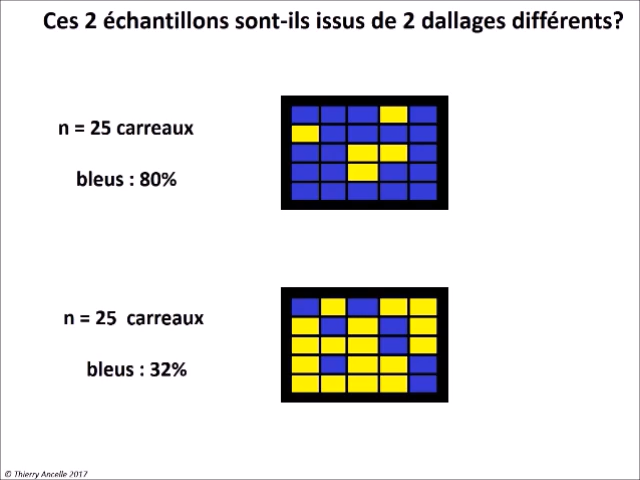 Ces 2 échantillons sont-ils issus de 2 dallages différents?
n = 25 carreaux
bleus : 80%
n = 25 carreaux
bleus : 32%
© Thierry Ancelle 2017